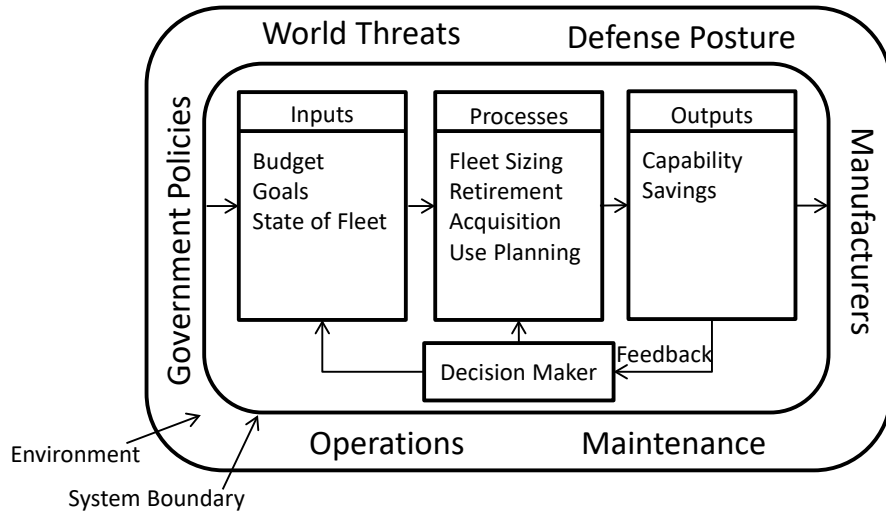 World Threats
Defense Posture
Government Policies
Manufacturers
Inputs
Budget
Goals
State of Fleet
Processes
Fleet Sizing
Retirement
Acquisition
Use Planning
Outputs
Capability
Savings
Decision Maker
Feedback
Operations
Maintenance
Environment
System Boundary